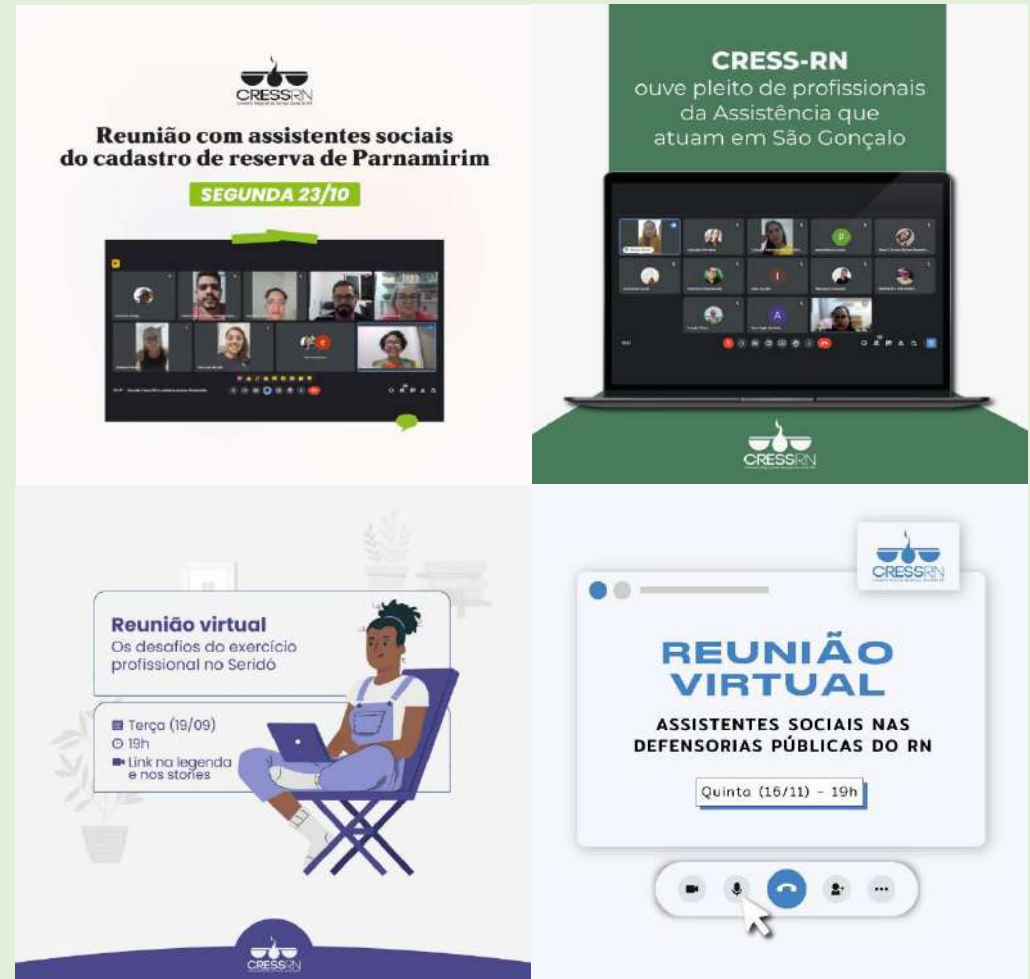 CRESSRN
Reunião com assistentes sociais
do cadastro de reserva de Parnamirim
SEGUNDA 23/10
CRESS-RN
ouve pleito de profissionais
da Assistência que
atuam em São Gonçalo
P
I
A
CRESSRN
Reunião virtual
Os desafios do exercício
profissional no Seridó
Terça (19/09)
19h
Link na legenda
e nos stories
CRESSRN
CRESSRN
REUNIÃO
VIRTUAL
ASSISTENTES SOCIAIS NAS
DEFENSORIAS PÚBLICAS DO RN
Quinta (16/11) - 19h